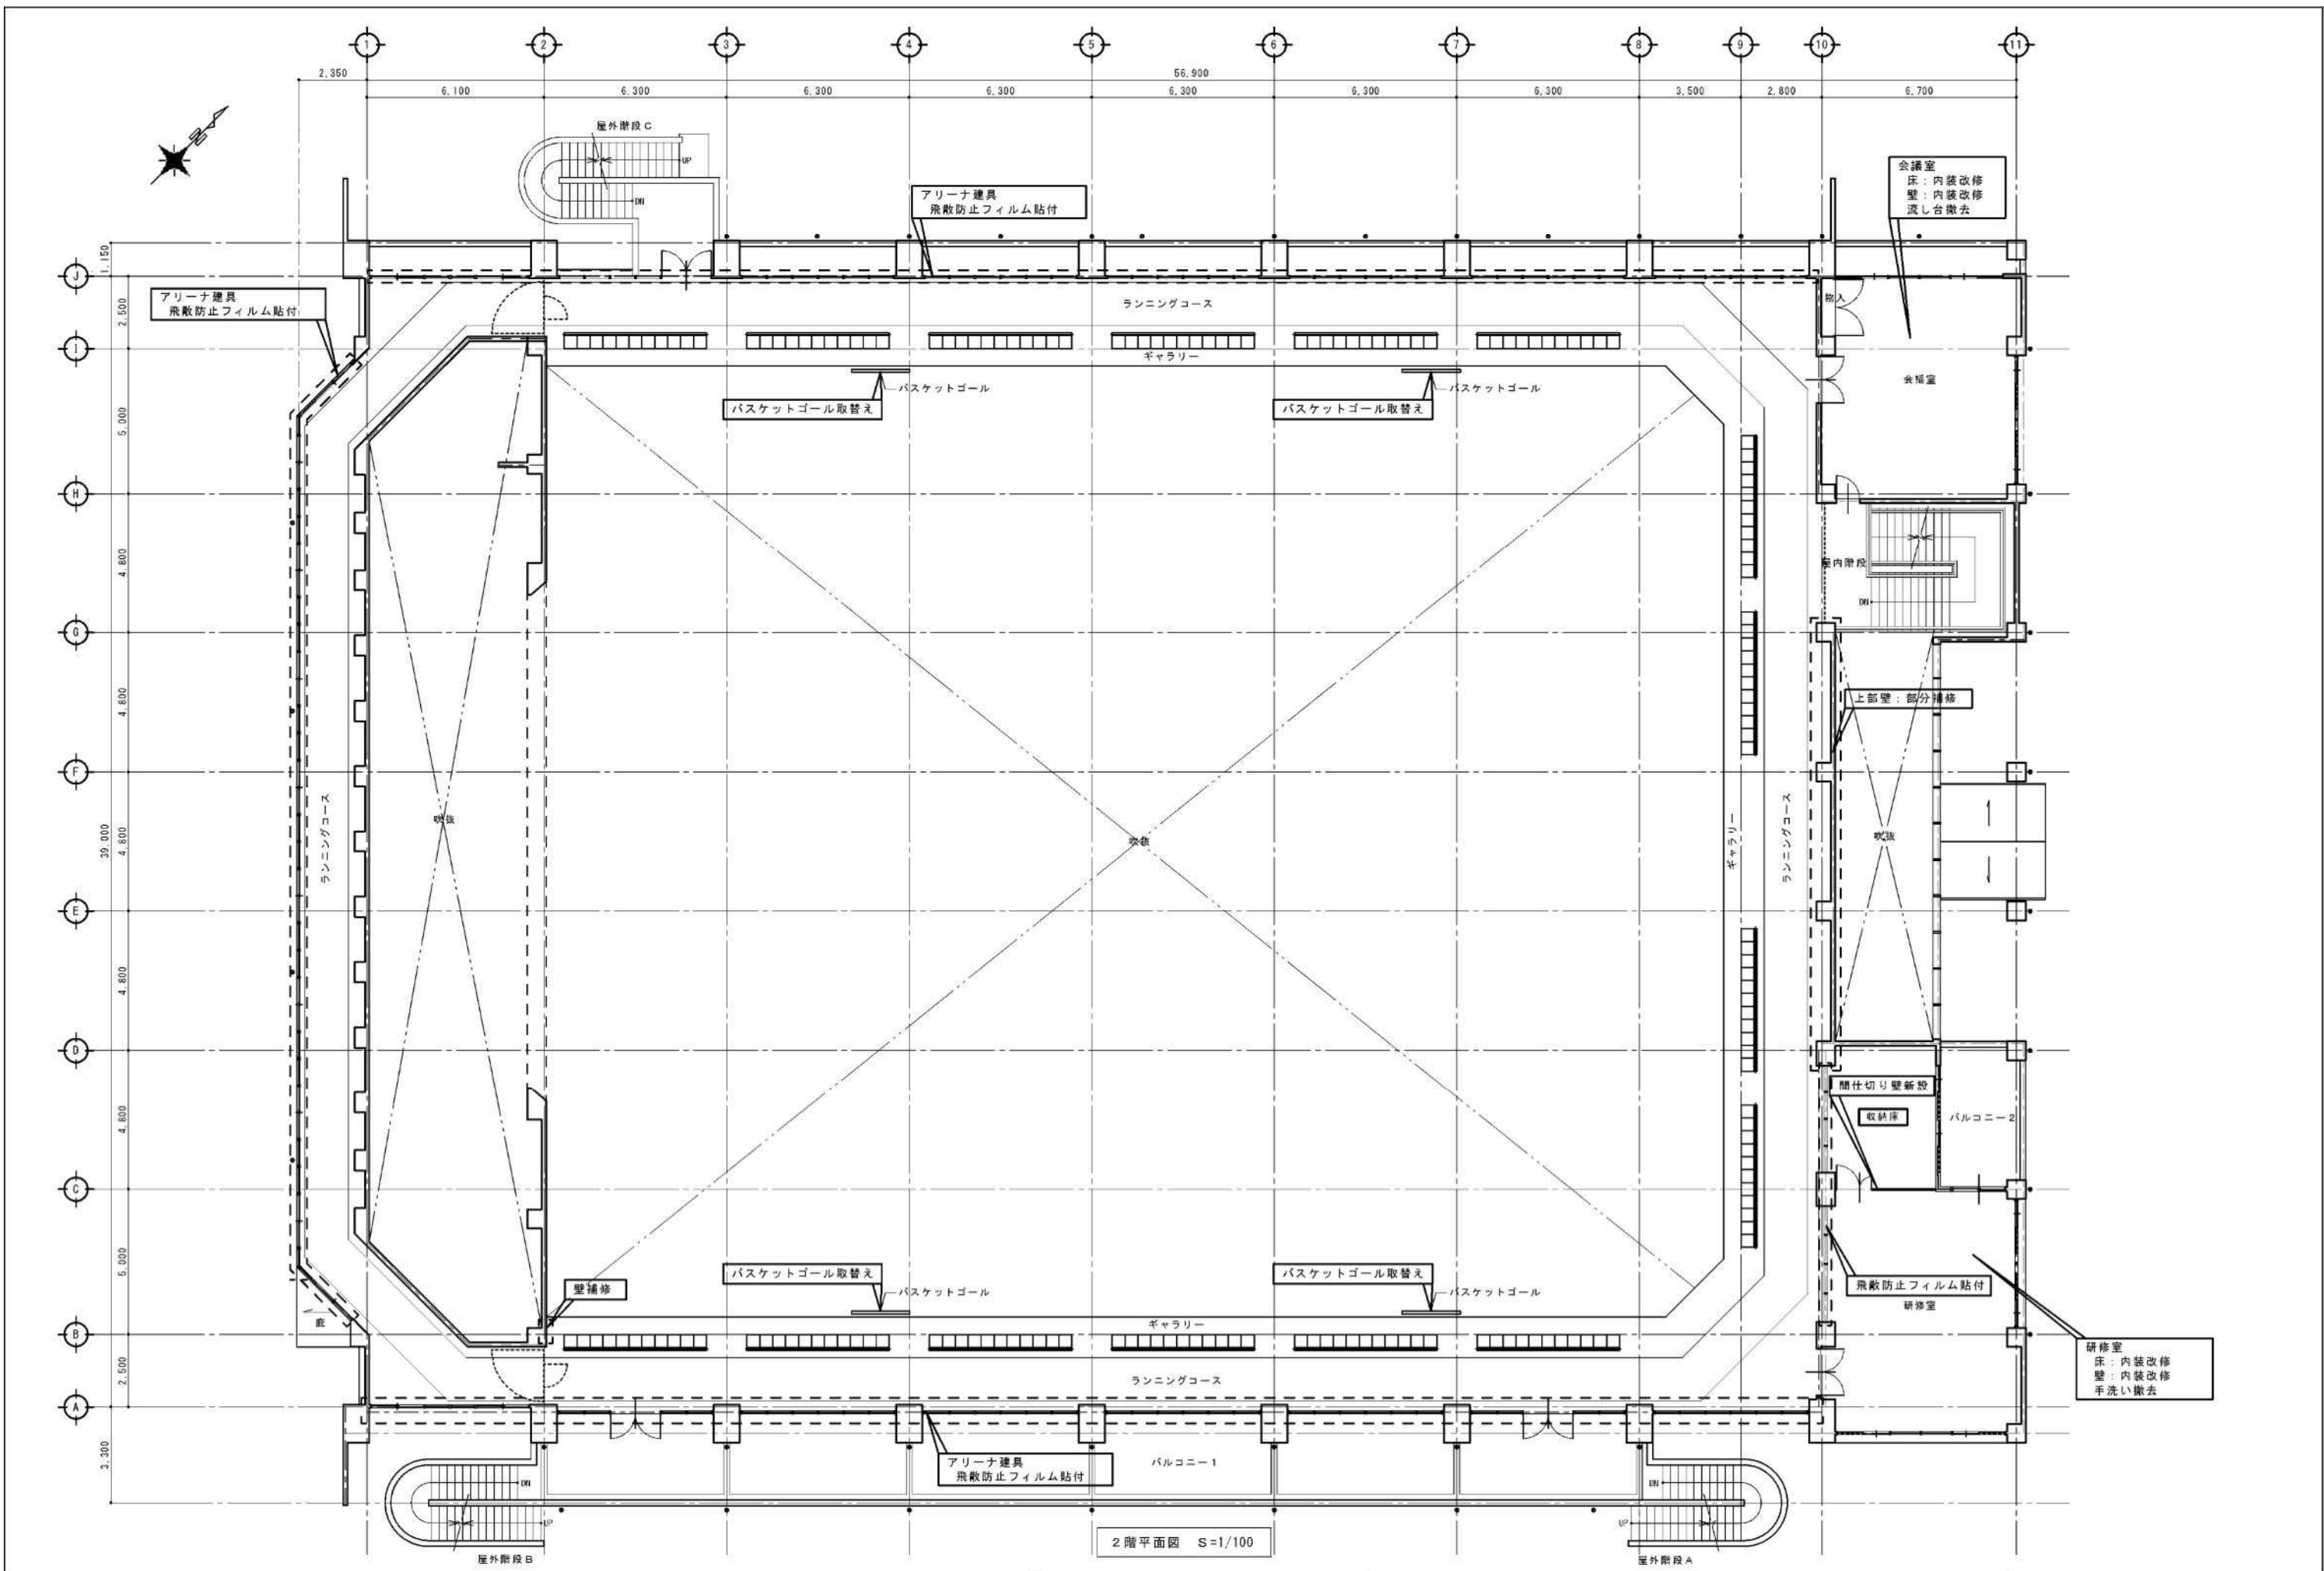 1
2
3
4
5
6
7
8
9
10
11
2,350
56,900
6,100
6,300
6,300
6,300
6,300
6,300
6,300
3,500
2,800
6,700
N
屋外階段C
UP
DN
アリーナ建具
飛散防止フィルム貼付
会議室
床：内装改修
壁：内装改修
流し台撤去
1,150
J
2,500
アリーナ建具
飛散防止フィルム貼付
ランニングコース
物入
I
ギャラリー
会議室
バスケットゴール
バスケットゴール
バスケットゴール取替え
バスケットゴール取替え
5,000
H
4,800
屋内階段
DN
G
4,800
上部壁：部分補修
F
ランニングコース
吹抜
吹抜
ギャラリー
ランニングコース
吹抜
39,000
4,800
E
4,800
D
間仕切り壁新設
収納庫
バルコニー2
4,800
C
5,000
バスケットゴール取替え
バスケットゴール
バスケットゴール取替え
バスケットゴール
壁補修
飛散防止フィルム貼付
研修室
庇
B
ギャラリー
研修室
床：内装改修
壁：内装改修
手洗い撤去
2,500
ランニングコース
A
3,300
アリーナ建具
飛散防止フィルム貼付
バルコニー1
DN
UP
DN
UP
2階平面図 S=1/100
屋外階段B
屋外階段A